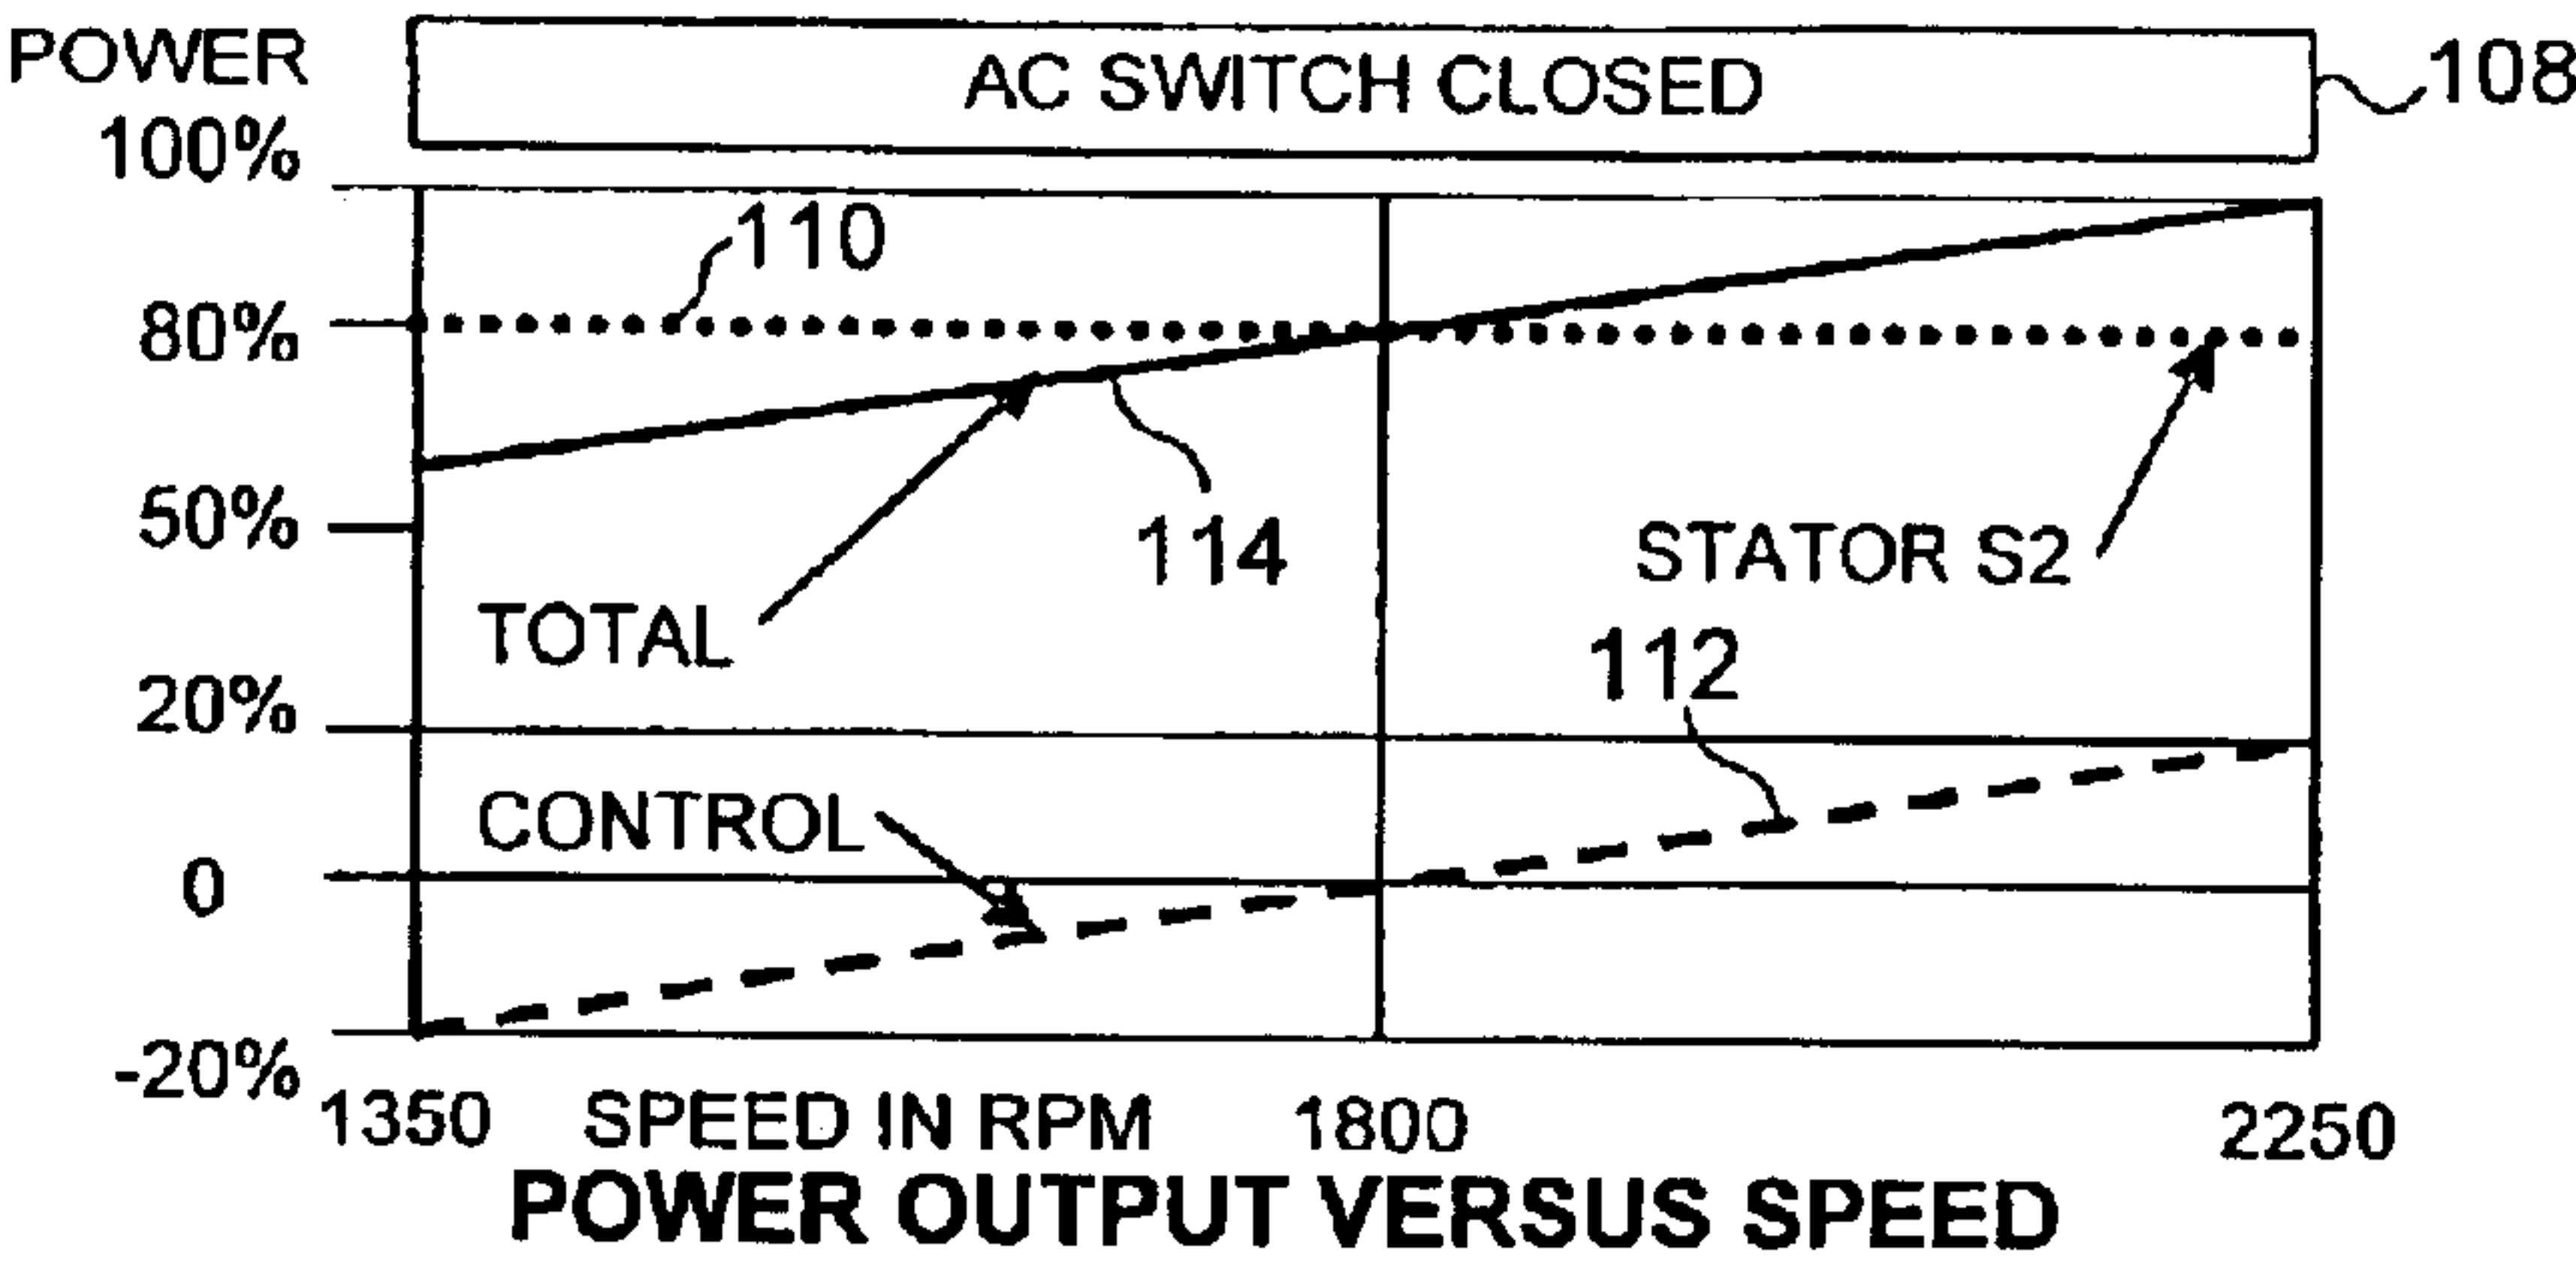 POWER
AC SWITCH CLOSED
108
100%
110
80%
50%
114
STATOR S2
TOTAL
112
20%
CONTROL
0
-20%
1350
SPEED IN RPM
1800
2250
POWER OUTPUT VERSUS SPEED